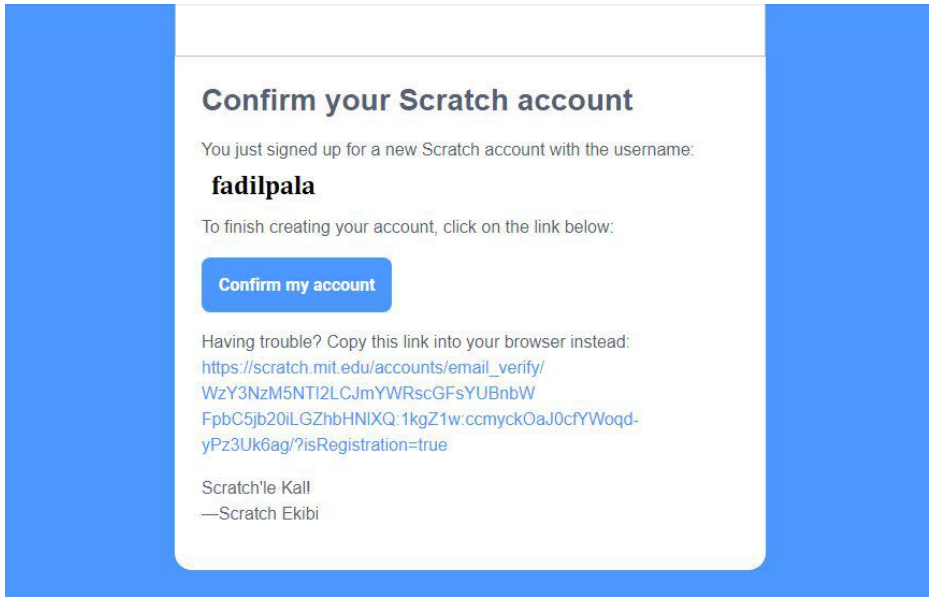 Confirm your Scratch account
You just signed up for a new Scratch account with the username:
fadilpala
To finish creating your account, click on the link below:
Confirm my account
Having trouble? Copy this link into your browser instead:
https://scratch.mit.edu/accounts/email_verify/
WzY3NzM5NTI2LCJmYWRscGFsYUBnbW
FpbC5jb20iLGZhbHNlXQ:1kgZ1w:ccmyckOaJ0cfYWoqd-
yPz3Uk6ag/?isRegistration=true
Scratch'le Kal!
—Scratch Ekibi